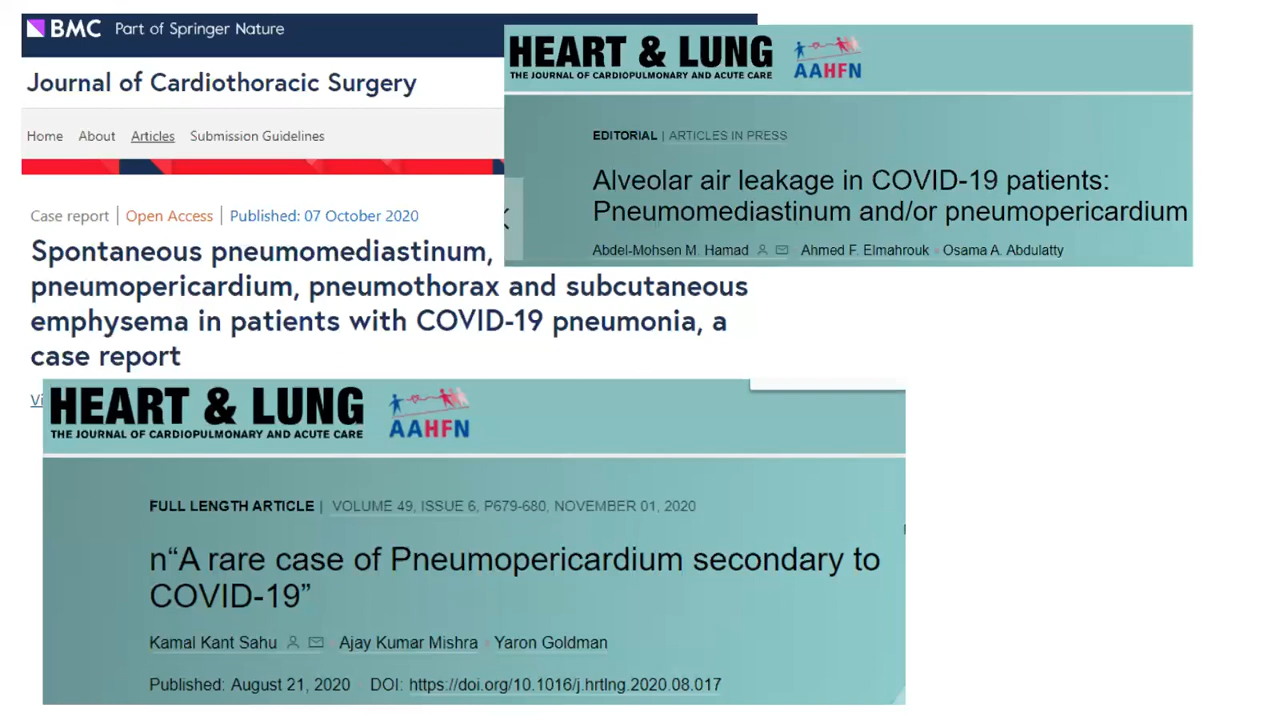 BMC Part of Springer Nature
Journal of Cardiothoracic Surgery
Home About Articles Submission Guidelines
Case report | Open Access | Published: 07 October 2020
Spontaneous pneumomediastinum,
pneumopericardium, pneumothorax and subcutaneous
emphysema in patients with COVID-19 pneumonia, a
case report
Vi
HEART & LUNG
THE JOURNAL OF CARDIOPULMONARY AND ACUTE CARE
AAHFN
EDITORIAL | ARTICLES IN PRESS
Alveolar air leakage in COVID-19 patients:
Pneumomediastinum and/or pneumopericardium
Abdel-Mohsen M. Hamad Ahmed F. Elmahrouk Osama A. Abdulatty
HEART & LUNG
THE JOURNAL OF CARDIOPULMONARY AND ACUTE CARE
AAHFN
FULL LENGTH ARTICLE | VOLUME 49, ISSUE 6, P679-680, NOVEMBER 01, 2020
n“A rare case of Pneumopericardium secondary to
COVID-19”
Kamal Kant Sahu Ajay Kumar Mishra Yaron Goldman
Published: August 21, 2020 DOI: https://doi.org/10.1016/j.hrtlng.2020.08.017